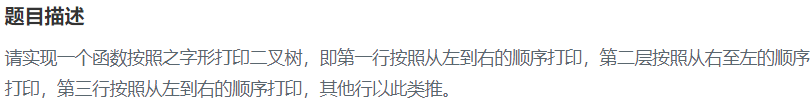 题目描述
请实现一个函数按照之字形打印二叉树，即第一行按照从左到右的顺序打印，第二层按照从右至左的顺序
打印，第三行按照从左到右的顺序打印，其他行以此类推。